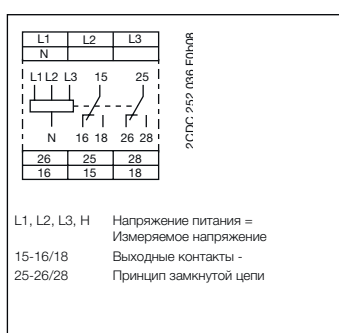 L1 L2 L3
N
L1 L2 L3 15 25
N 16 18 26 28
26 25 28
16 15 18
2CDC 252 036 F0b08
L1, L2, L3, H Напряжение питания =
Измеряемое напряжение
15-16/18 Выходные контакты -
25-26/28 Принцип замкнутой цепи